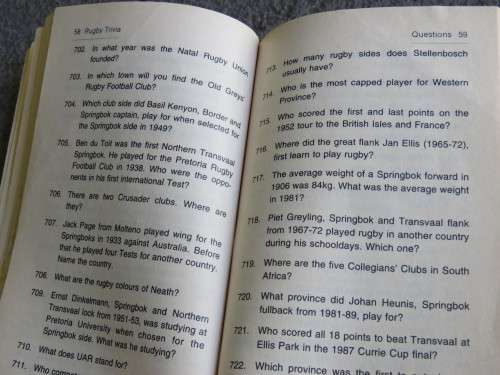 58 Rugby Trivia
702. In what year was the Natal Rugby Union
founded?
703. In which town will you find the Old Greys'
Rugby Football Club?
704. Which club side did Basil Kenyon, Border and
Springbok captain, play for when selected for
the Springbok side in 1949?
705. Ben du Toit was the first Northern Transvaal
Springbok. He played for the Pretoria Rugby
Football Club in 1938. Who were the oppo-
nents in his first international Test?
706. There are two Crusader clubs. Where are
they?
707. Jack Page from Molteno played wing for the
Springboks in 1933 against Australia. Before
that he played four Tests for another country.
Name the country.
708. What are the rugby colours of Neath?
709. Ernst Dinkelmann, Springbok and Northern
Transvaal lock from 1951-53, was studying at
Pretoria University when chosen for the
Springbok side. What was he studying?
710. What does UAR stand for?
711. Who
Questions 59
713. How many rugby sides does Stellenbosch
usually have?
714. Who is the most capped player for Western
Province?
715. Who scored the first and last points on the
1952 tour to the British Isles and France?
716. Where did the great flank Jan Ellis (1965-72),
first learn to play rugby?
717. The average weight of a Springbok forward in
1906 was 84kg. What was the average weight
in 1981?
718. Piet Greyling, Springbok and Transvaal flank
from 1967-72 played rugby in another country
during his schooldays. Which one?
719. Where are the five Collegians' Clubs in South
Africa?
720. What province did Johan Heunis, Springbok
fullback from 1981-89, play for?
721. Who scored all 18 points to beat Transvaal at
Ellis Park in the 1987 Currie Cup final?
722. Which province was the first